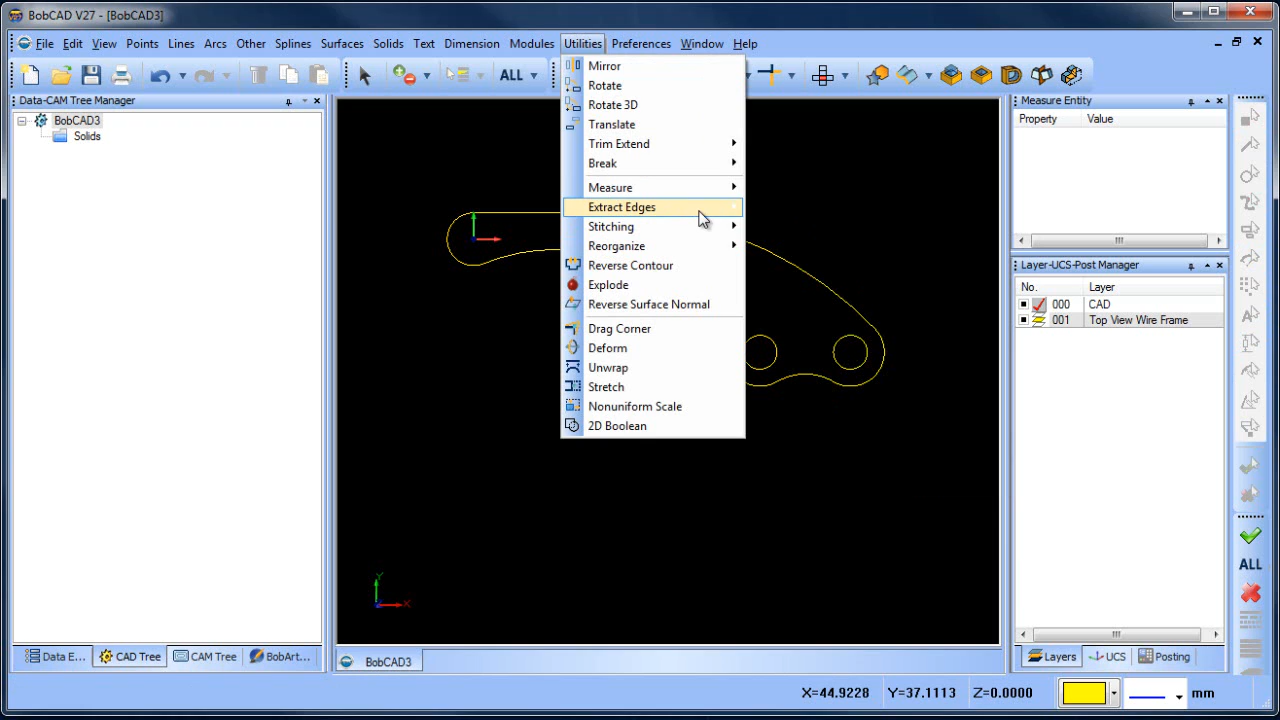 BobCAD V27 - [BobCAD3]
File Edit View Points Lines Arcs Other Splines Surfaces Solids Text Dimension Modules Utilities Preferences Window Help
ALL
Data-CAM Tree Manager
BobCAD3
Solids
Mirror
Rotate
Rotate 3D
Translate
Trim Extend
Break
Measure
Extract Edges
Stitching
Reorganize
Reverse Contour
Explode
Reverse Surface Normal
Drag Corner
Deform
Unwrap
Stretch
Nonuniform Scale
2D Boolean
Y
X
Measure Entity
Property Value
Layer-UCS-Post Manager
No. Layer
000 CAD
001 Top View Wire Frame
ALL
Data E... CAD Tree CAM Tree BobArt...
BobCAD3
Layers UCS Posting
X=44.9228 Y=37.1113 Z=0.0000 mm